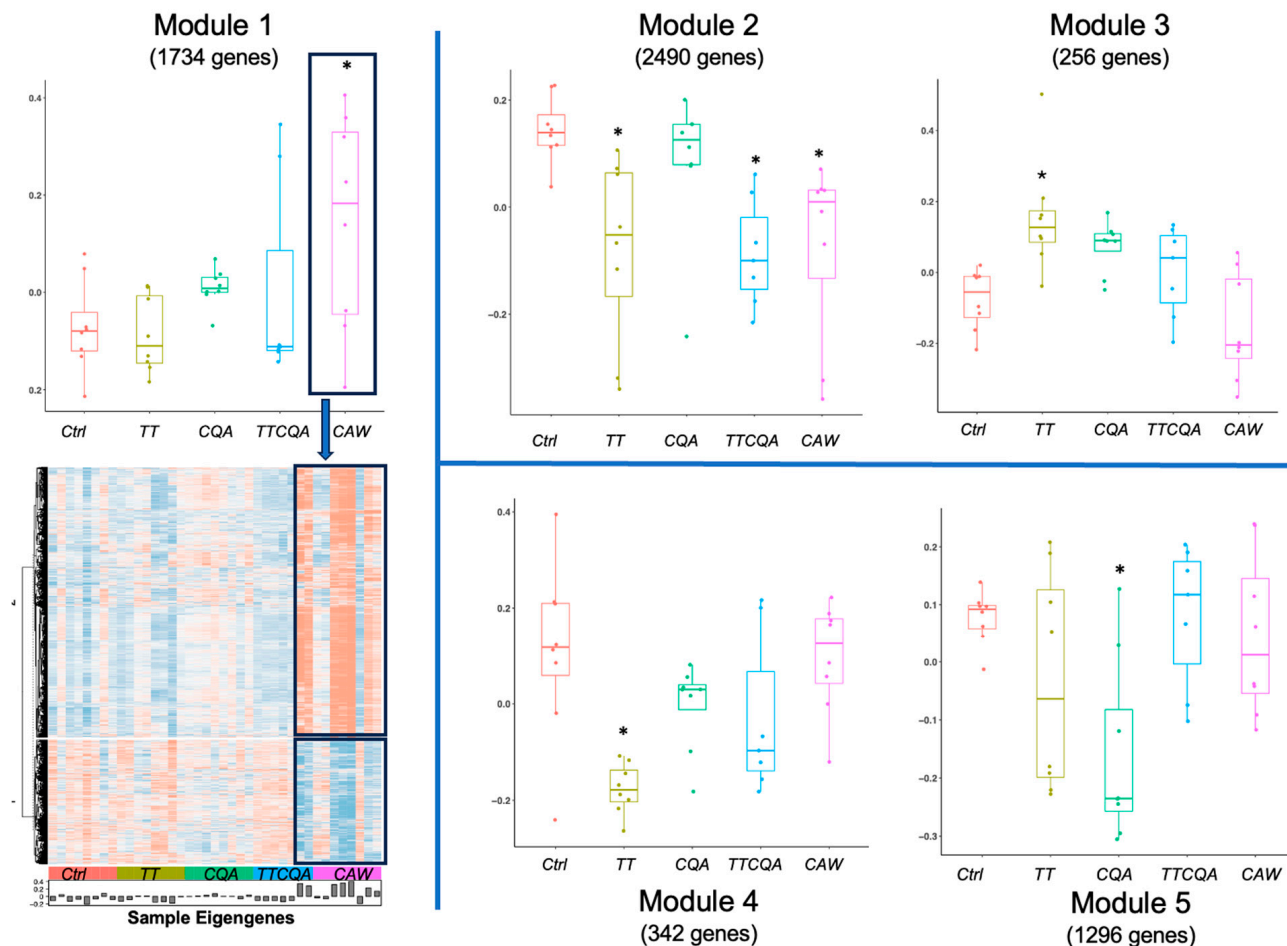 Module 1
(1734 genes)
*
0.4
0.2
0.0
0.2
Ctrl
TT
CQA
TTCQA
CAW
Ctrl
TT
CQA
TTCQA
CAW
0.4
0.2
0
-0.2
Sample Eigengenes
Module 2
(2490 genes)
*
*
*
0.2
0.0
-0.2
Ctrl
TT
CQA
TTCQA
CAW
Module 3
(256 genes)
*
0.4
0.2
0.0
-0.2
Ctrl
TT
CQA
TTCQA
CAW
0.4
0.2
0.0
-0.2
*
Ctrl
TT
CQA
TTCQA
CAW
Module 4
(342 genes)
0.2
0.1
0.0
-0.1
-0.2
-0.3
*
Ctrl
TT
CQA
TTCQA
CAW
Module 5
(1296 genes)